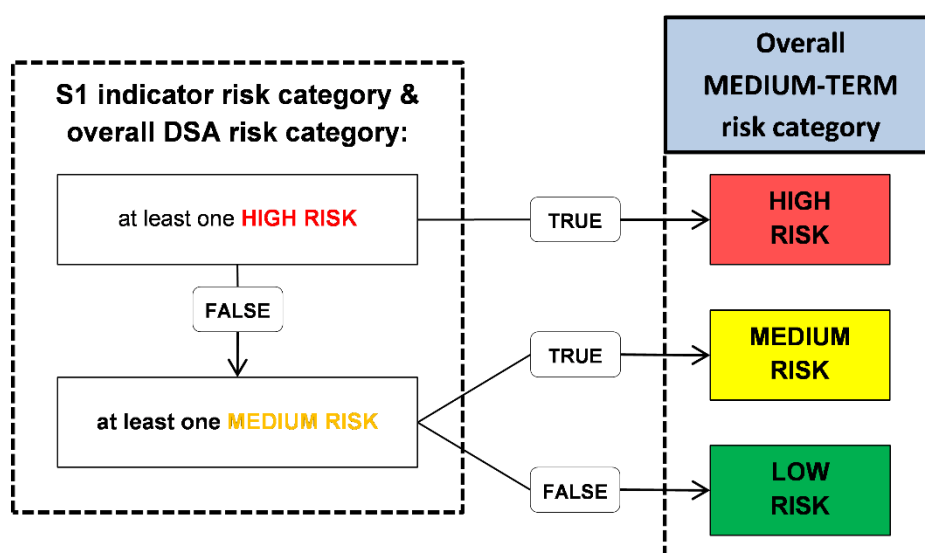 S1 indicator risk category &
overall DSA risk category:
Overall
MEDIUM-TERM
risk category
at least one HIGH RISK
TRUE
HIGH
RISK
FALSE
at least one MEDIUM RISK
TRUE
MEDIUM
RISK
FALSE
LOW
RISK